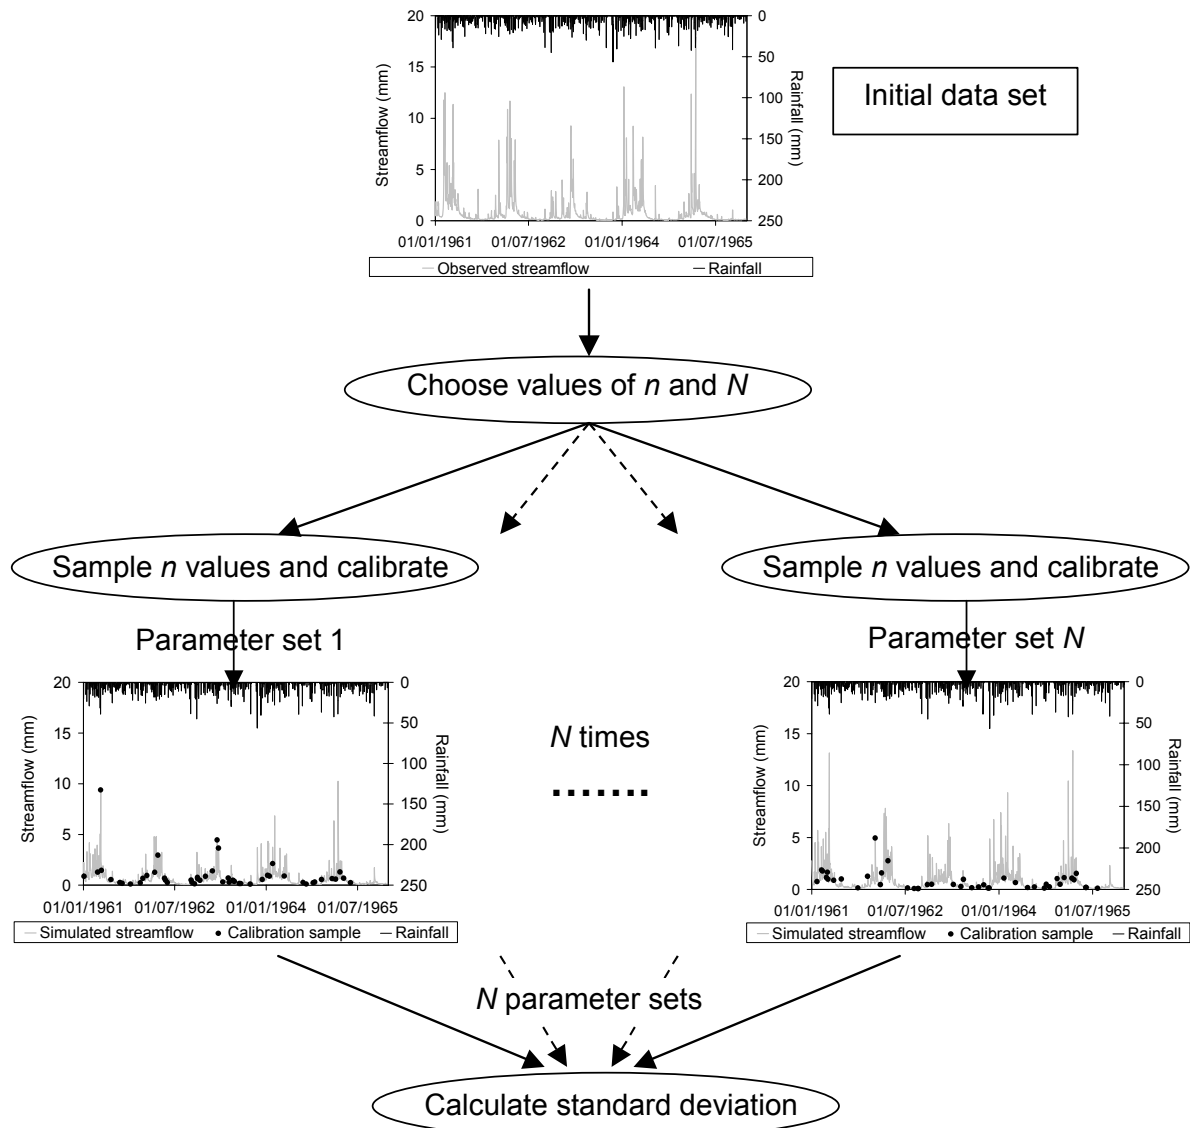 20
15
10
5
0
Streamflow (mm)
0
50
100
150
200
250
Rainfall (mm)
01/01/1961 01/07/1962 01/01/1964 01/07/1965
Observed streamflow Rainfall
Initial data set
Choose values of n and N
Sample n values and calibrate
Sample n values and calibrate
Parameter set 1
Parameter set N
20
15
10
5
0
Streamflow (mm)
0
50
100
150
200
250
Rainfall (mm)
01/01/1961 01/07/1962 01/01/1964 01/07/1965
Simulated streamflow Calibration sample Rainfall
N times
.......
20
15
10
5
0
Streamflow (mm)
0
50
100
150
200
250
Rainfall (mm)
01/01/1961 01/07/1962 01/01/1964 01/07/1965
Simulated streamflow Calibration sample Rainfall
N parameter sets
Calculate standard deviation